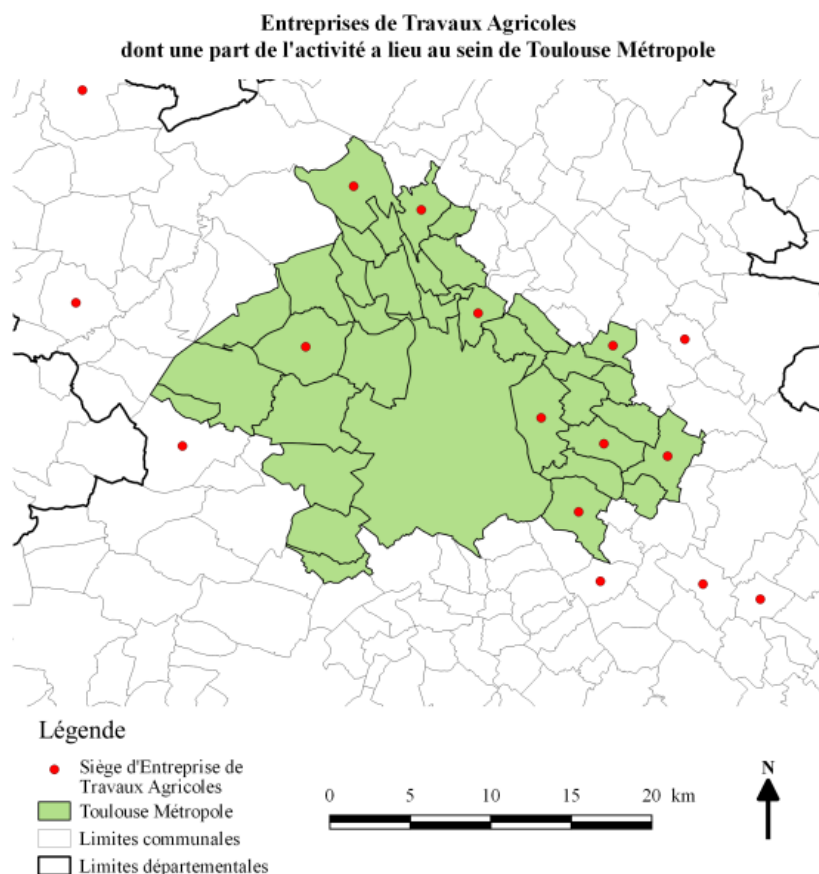 Entreprises de Travaux Agricoles
dont une part de l'activité a lieu au sein de Toulouse Métropole
Légende
Siège d'Entreprise de
Travaux Agricoles
Toulouse Métropole
Limites communales
Limites départementales
0 5 10 15 20 km
N